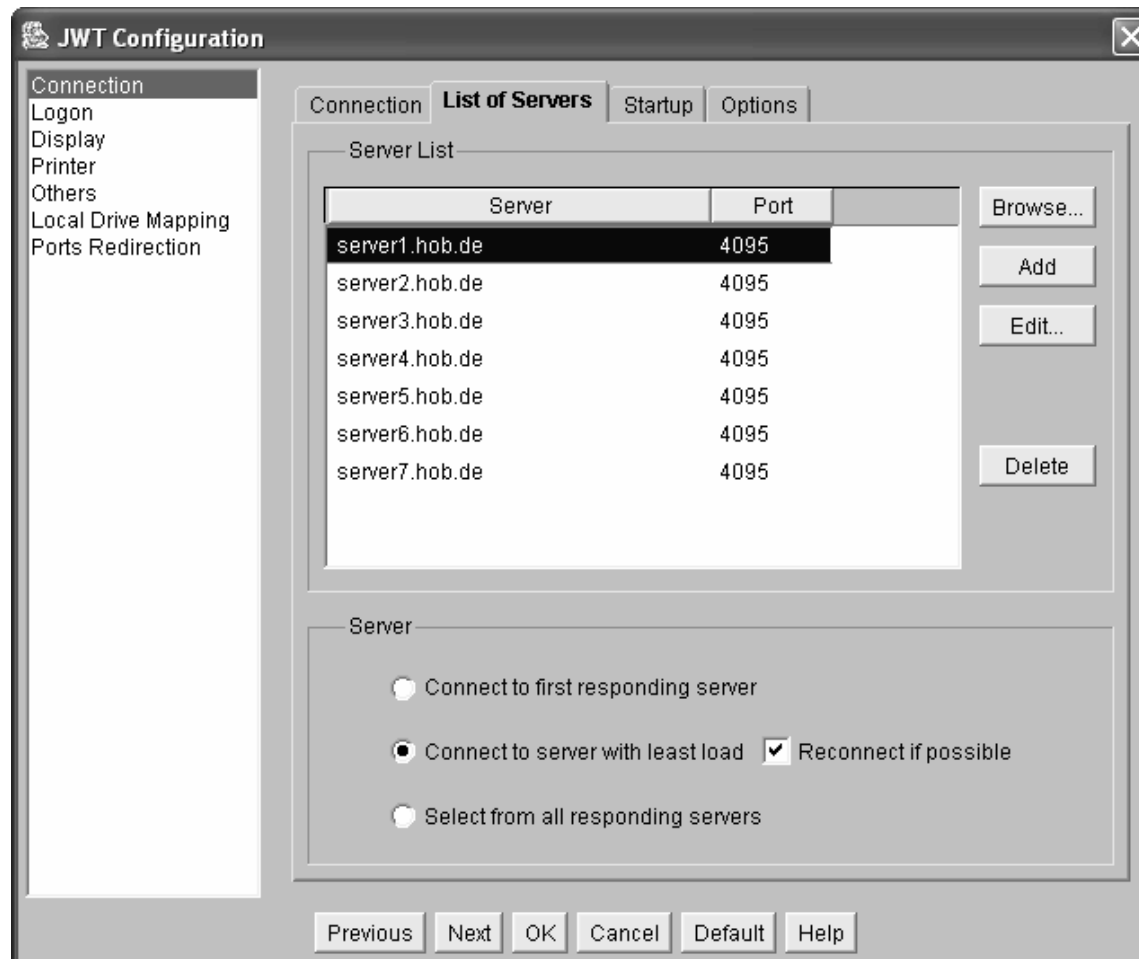 JWT Configuration
Connection
Logon
Display
Printer
Others
Local Drive Mapping
Ports Redirection
Connection List of Servers Startup Options
Server List
Server Port
server1.hob.de 4095
server2.hob.de 4095
server3.hob.de 4095
server4.hob.de 4095
server5.hob.de 4095
server6.hob.de 4095
server7.hob.de 4095
Browse...
Add
Edit...
Delete
Server
Connect to first responding server
Connect to server with least load Reconnect if possible
Select from all responding servers
Previous Next OK Cancel Default Help